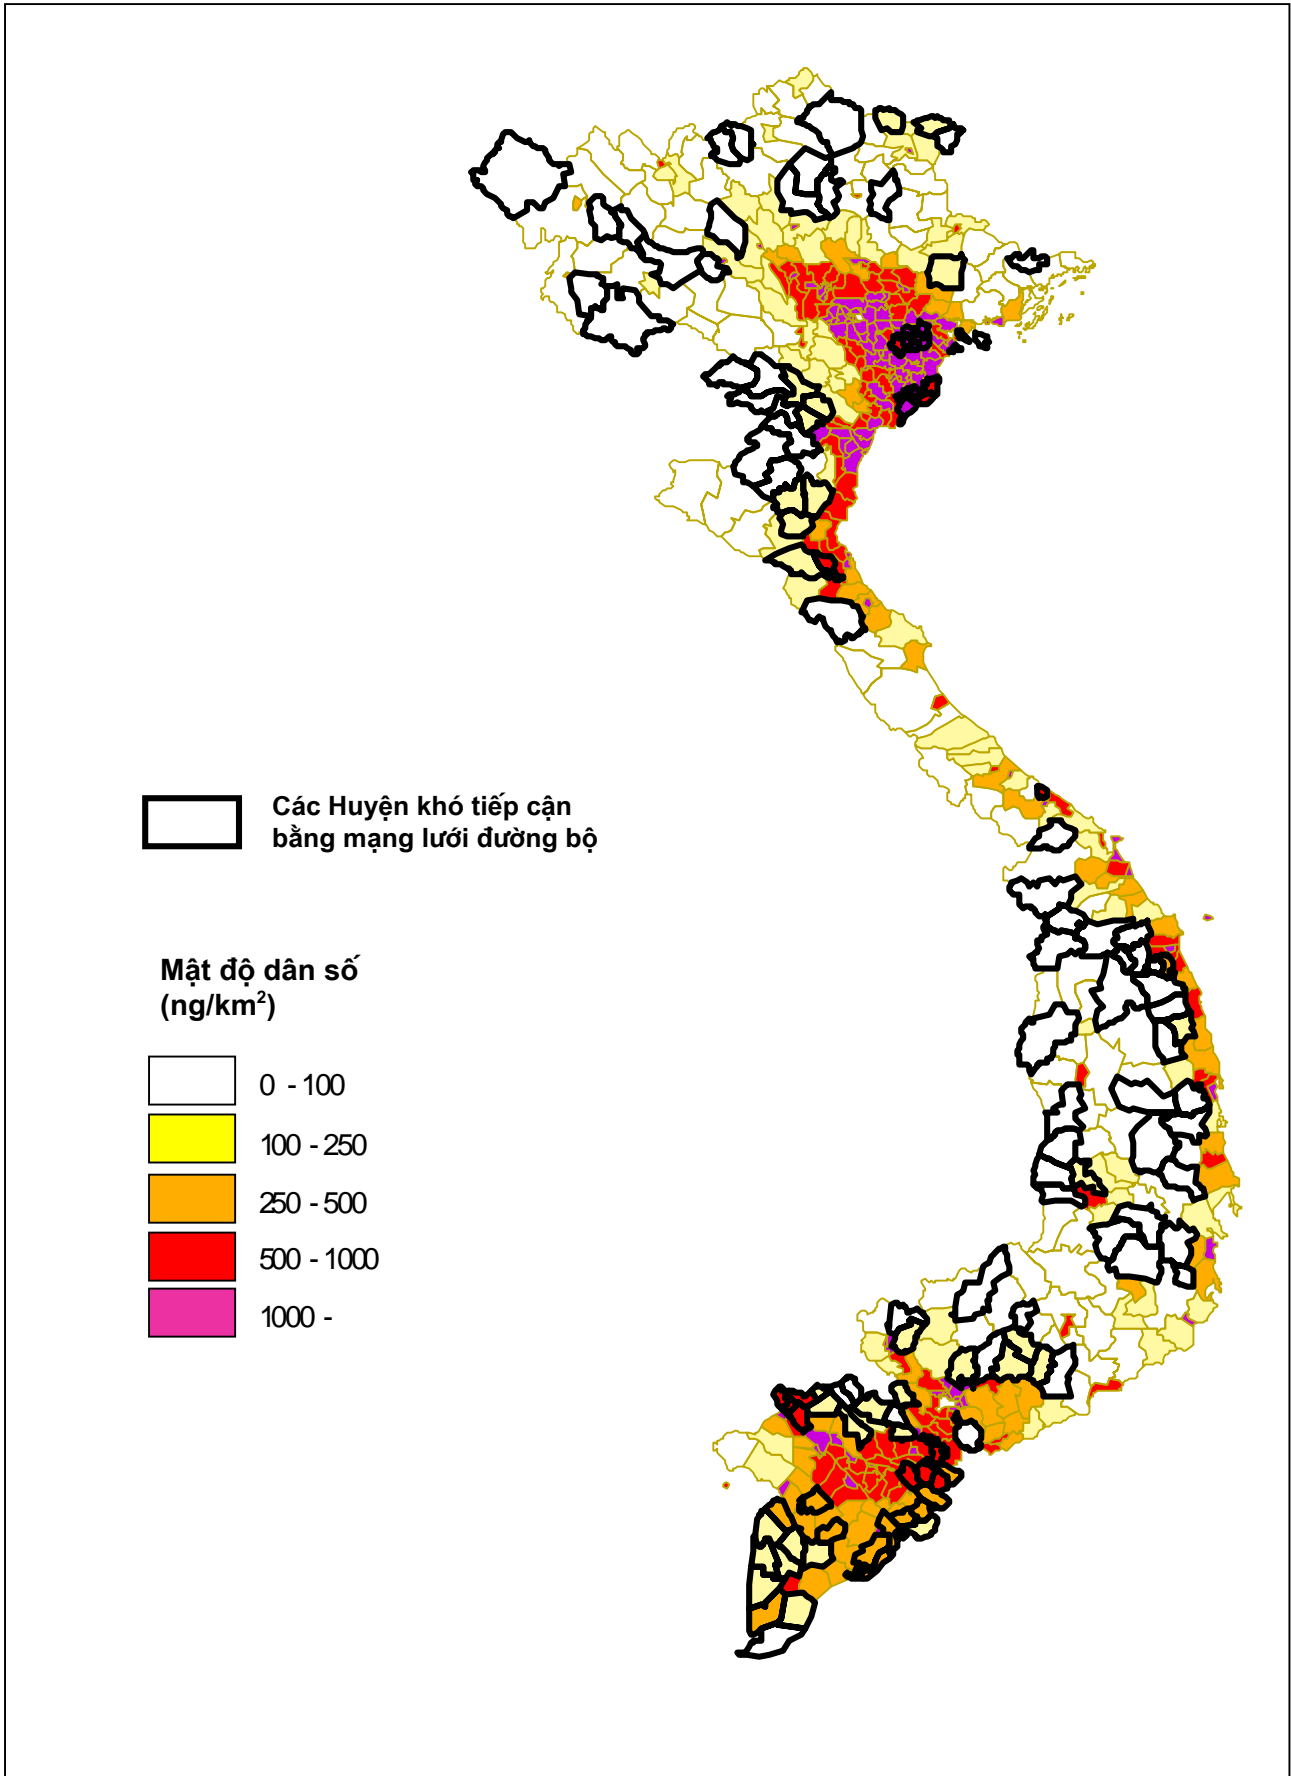 Các Huyện khó tiếp cận
bằng mạng lưới đường bộ
Mật độ dân số
(ng/km²)
0 - 100
100 - 250
250 - 500
500 - 1000
1000 -